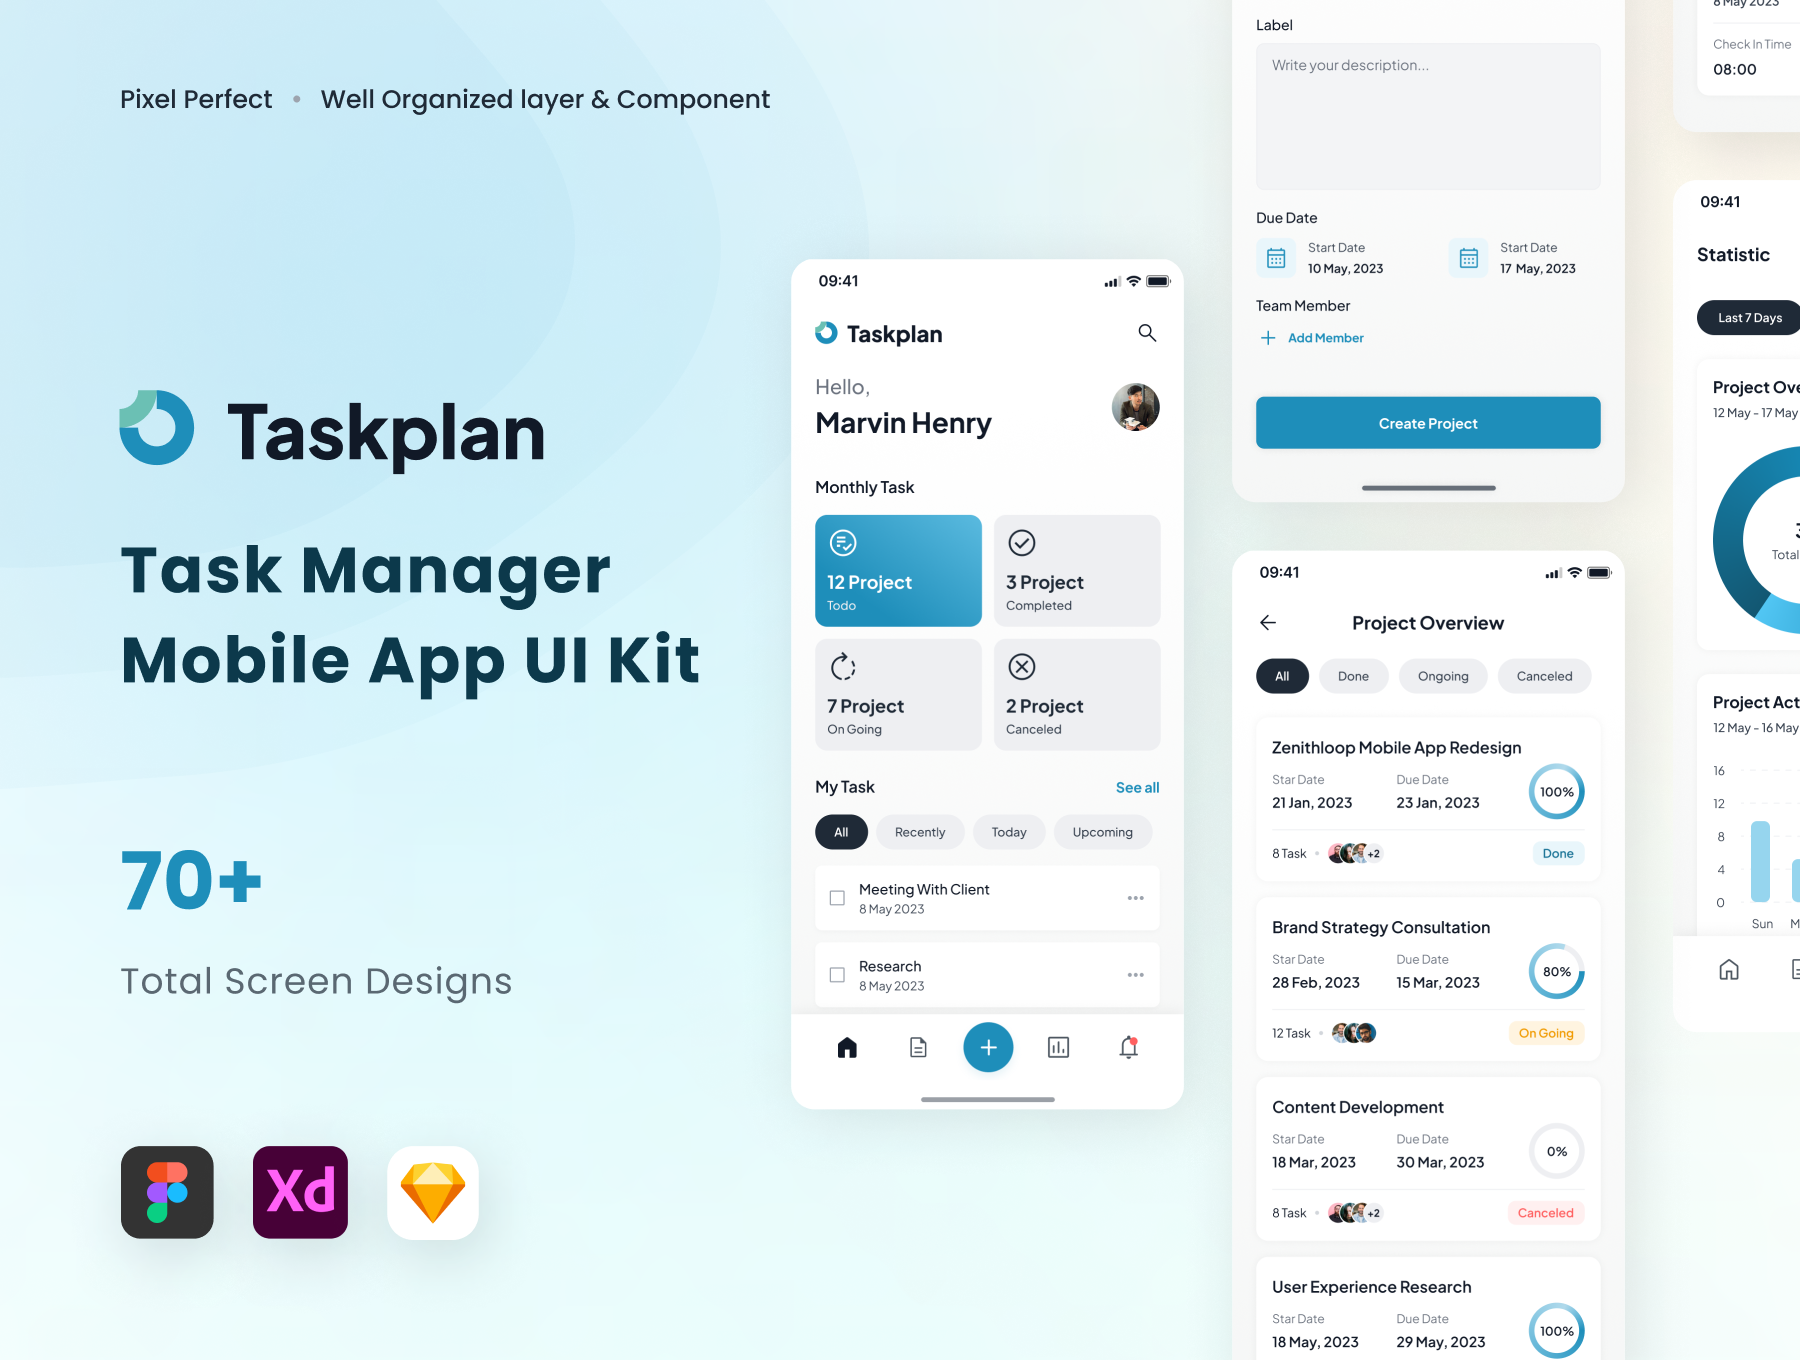 Pixel Perfect • Well Organized layer & Component
Taskplan
Task Manager
Mobile App UI Kit
70+
Total Screen Designs
Xd
09:41
Taskplan
Hello,
Marvin Henry
Monthly Task
12 Project
Todo
3 Project
Completed
7 Project
On Going
2 Project
Canceled
My Task
See all
All
Recently
Today
Upcoming
Meeting With Client
8 May 2023
Research
8 May 2023
Label
Write your description...
Due Date
Start Date
10 May, 2023
Start Date
17 May, 2023
Team Member
Add Member
Create Project
09:41
Project Overview
All
Done
Ongoing
Canceled
Zenithloop Mobile App Redesign
Star Date
Due Date
21 Jan, 2023
23 Jan, 2023
100%
8 Task • +2
Done
Brand Strategy Consultation
Star Date
Due Date
28 Feb, 2023
15 Mar, 2023
80%
12 Task •
On Going
Content Development
Star Date
Due Date
18 Mar, 2023
30 Mar, 2023
0%
8 Task • +2
Canceled
User Experience Research
Star Date
Due Date
18 May, 2023
29 May, 2023
100%
8 May 2023
Check In Time
08:00
09:41
Statistic
Last 7 Days
Project Ove
12 May - 17 May
Total
Project Act
12 May - 16 May
16
12
8
4
0
Sun